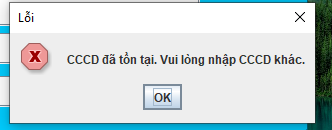 Lỗi
CCCD đã tồn tại. Vui lòng nhập CCCD khác.
OK